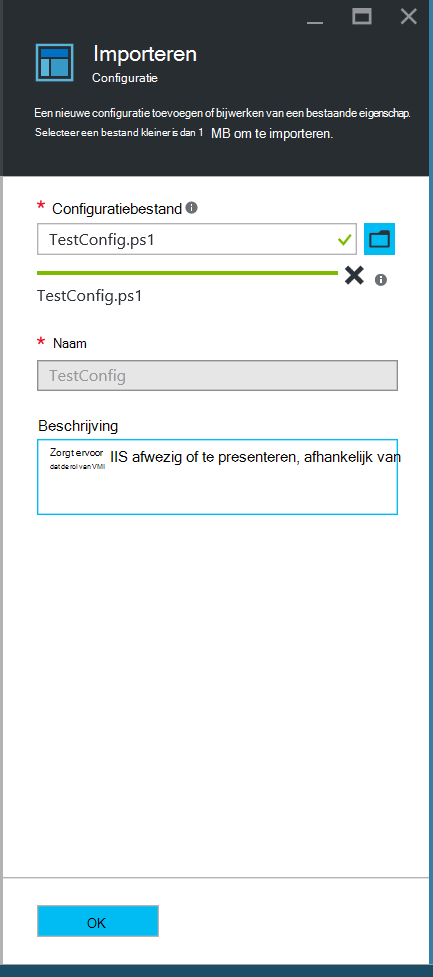 Importeren
Configuratie
Een nieuwe configuratie toevoegen of bijwerken van een bestaande eigenschap.
Selecteer een bestand kleiner is dan 1 MB om te importeren.
* Configuratiebestand
TestConfig.ps1
TestConfig.ps1
* Naam
TestConfig
Beschrijving
Zorgt ervoor IIS afwezig of te presenteren, afhankelijk van
dat de rol van VMI
OK